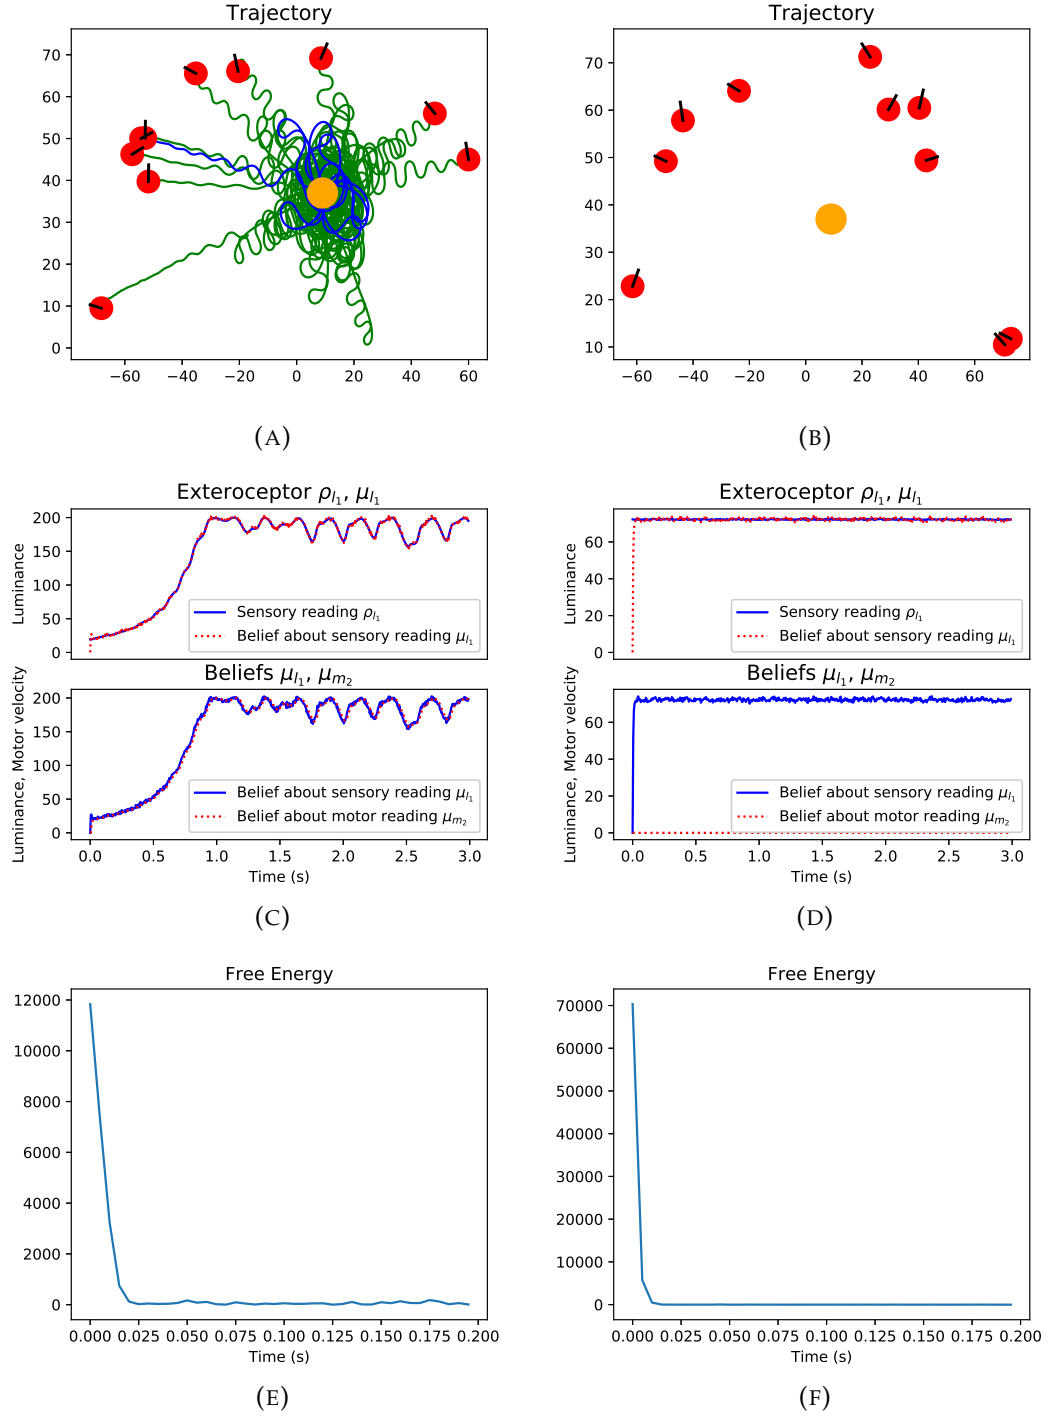 Trajectory
70
60
50
40
30
20
10
0
−60 −40 −20 0 20 40 60
(A)
Trajectory
70
60
50
40
30
20
10
−60 −40 −20 0 20 40 60
(B)
Exteroceptor ρl1, μl1
Luminance
200
150
100
50
0
Sensory reading ρl1
Belief about sensory reading μl1
Beliefs μl1, μm2
Luminance, Motor velocity
200
150
100
50
0
Belief about sensory reading μl1
Belief about motor reading μm2
0.0 0.5 1.0 1.5 2.0 2.5 3.0
Time (s)
(C)
Exteroceptor ρl1, μl1
Luminance
60
40
20
0
Sensory reading ρl1
Belief about sensory reading μl1
Beliefs μl1, μm2
Luminance, Motor velocity
60
40
20
0
Belief about sensory reading μl1
Belief about motor reading μm2
0.0 0.5 1.0 1.5 2.0 2.5 3.0
Time (s)
(D)
Free Energy
12000
10000
8000
6000
4000
2000
0
0.000 0.025 0.050 0.075 0.100 0.125 0.150 0.175 0.200
Time (s)
(E)
Free Energy
70000
60000
50000
40000
30000
20000
10000
0
0.000 0.025 0.050 0.075 0.100 0.125 0.150 0.175 0.200
Time (s)
(F)